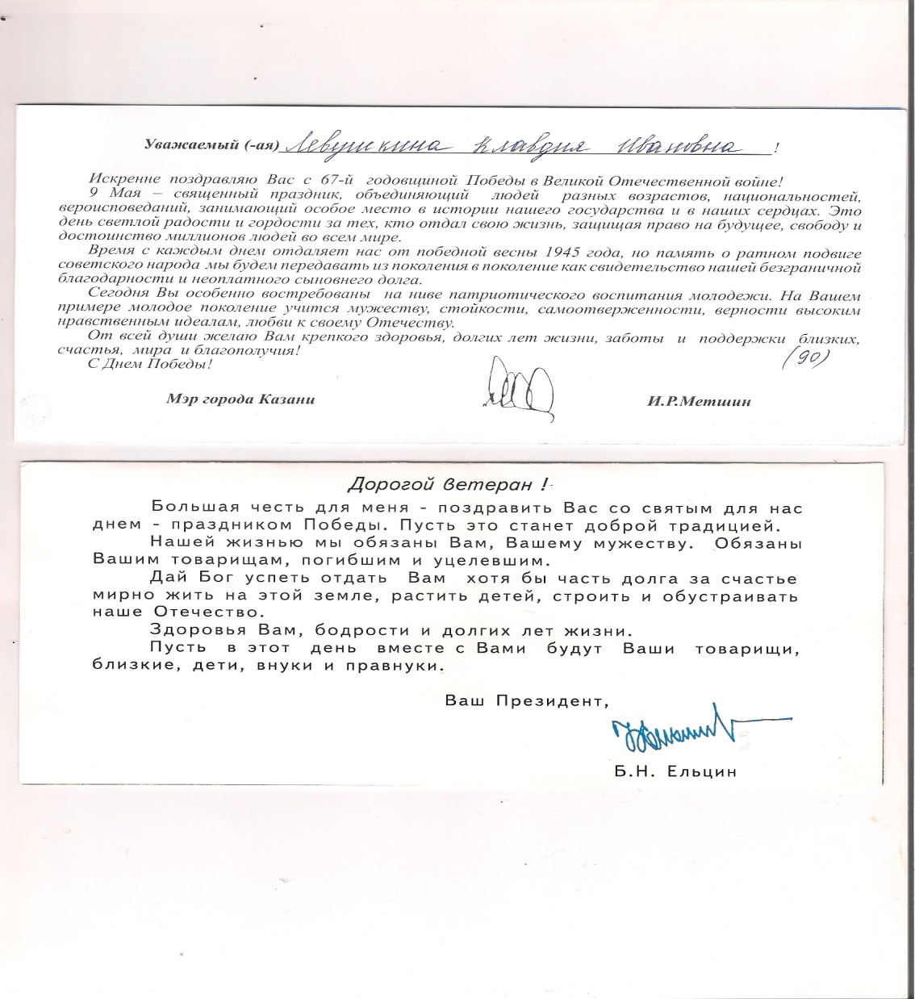 Уважаемый (-ая) Левушкина Клавдия Ивановна !
Искренне поздравляю Вас с 67-й годовщиной Победы в Великой Отечественной войне!
9 Мая – священный праздник, объединяющий людей разных возрастов, национальностей,
вероисповеданий, занимающий особое место в истории нашего государства и в наших сердцах. Это
день светлой радости и гордости за тех, кто отдал свою жизнь, защищая право на будущее, свободу и
достоинство миллионов людей во всем мире.
Время с каждым днем отдаляет нас от победной весны 1945 года, но память о ратном подвиге
советского народа мы будем передавать из поколения в поколение как свидетельство нашей безграничной
благодарности и неоплатного сыновнего долга.
Сегодня Вы особенно востребованы на ниве патриотического воспитания молодежи. На Вашем
примере молодое поколение учится мужеству, стойкости, самоотверженности, верности высоким
нравственным идеалам, любви к своему Отечеству.
От всей души желаю Вам крепкого здоровья, долгих лет жизни, заботы и поддержки близких,
счастья, мира и благополучия!
(90)
С Днем Победы!
Мэр города Казани И.Р.Метшин
Дорогой Ветеран !
Большая честь для меня - поздравить Вас со святым для нас
днем - праздником Победы. Пусть это станет доброй традицией.
Нашей жизнью мы обязаны Вам, Вашему мужеству. Обязаны
Вашим товарищам, погибшим и уцелевшим.
Дай Бог успеть отдать Вам хотя бы часть долга за счастье
мирно жить на этой земле, растить детей, строить и обустраивать
наше Отечество.
Здоровья Вам, бодрости и долгих лет жизни.
Пусть в этот день вместе с Вами будут Ваши товарищи,
близкие, дети, внуки и правнуки.
Ваш Президент,
Б.Н. Ельцин